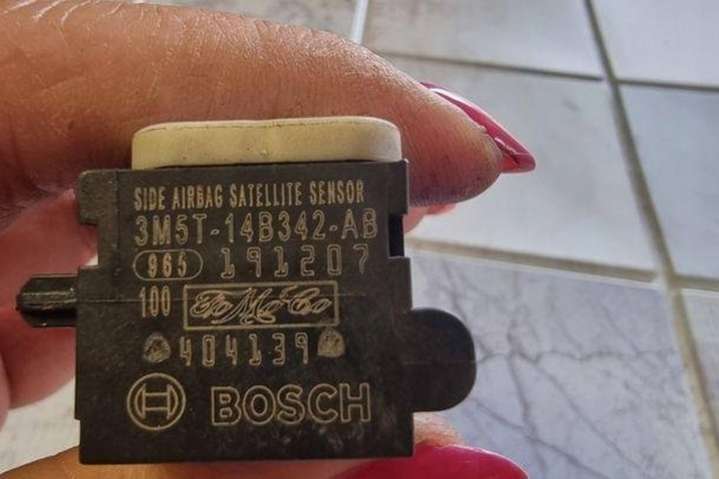 SIDE AIRBAG SATELLITE SENSOR
3M5T-14B342-AB
965 191207
100 FoMoCo
404139
BOSCH